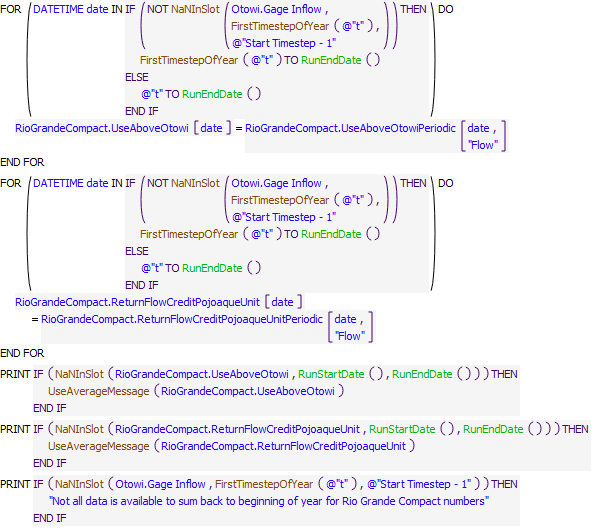 FOR ( DATETIME date IN IF ( NOT NaNInSlot ( Otowi.Gage Inflow , ) ) THEN ) DO
FirstTimestepOfYear ( @"t" ) ,
@"Start Timestep - 1"
FirstTimestepOfYear ( @"t" ) TO RunEndDate ( )
ELSE
@"t" TO RunEndDate ( )
END IF
RioGrandeCompact.UseAboveOtowi [ date ] = RioGrandeCompact.UseAboveOtowiPeriodic [ date ,
"Flow" ]
END FOR
FOR ( DATETIME date IN IF ( NOT NaNInSlot ( Otowi.Gage Inflow , ) ) THEN ) DO
FirstTimestepOfYear ( @"t" ) ,
@"Start Timestep - 1"
FirstTimestepOfYear ( @"t" ) TO RunEndDate ( )
ELSE
@"t" TO RunEndDate ( )
END IF
RioGrandeCompact.ReturnFlowCreditPojoaqueUnit [ date ]
= RioGrandeCompact.ReturnFlowCreditPojoaqueUnitPeriodic [ date ,
"Flow" ]
END FOR
PRINT IF ( NaNInSlot ( RioGrandeCompact.UseAboveOtowi , RunStartDate ( ) , RunEndDate ( ) ) ) THEN
UseAverageMessage ( RioGrandeCompact.UseAboveOtowi )
END IF
PRINT IF ( NaNInSlot ( RioGrandeCompact.ReturnFlowCreditPojoaqueUnit , RunStartDate ( ) , RunEndDate ( ) ) ) THEN
UseAverageMessage ( RioGrandeCompact.ReturnFlowCreditPojoaqueUnit )
END IF
PRINT IF ( NaNInSlot ( Otowi.Gage Inflow , FirstTimestepOfYear ( @"t" ) , @"Start Timestep - 1" ) ) THEN
"Not all data is available to sum back to beginning of year for Rio Grande Compact numbers"
END IF